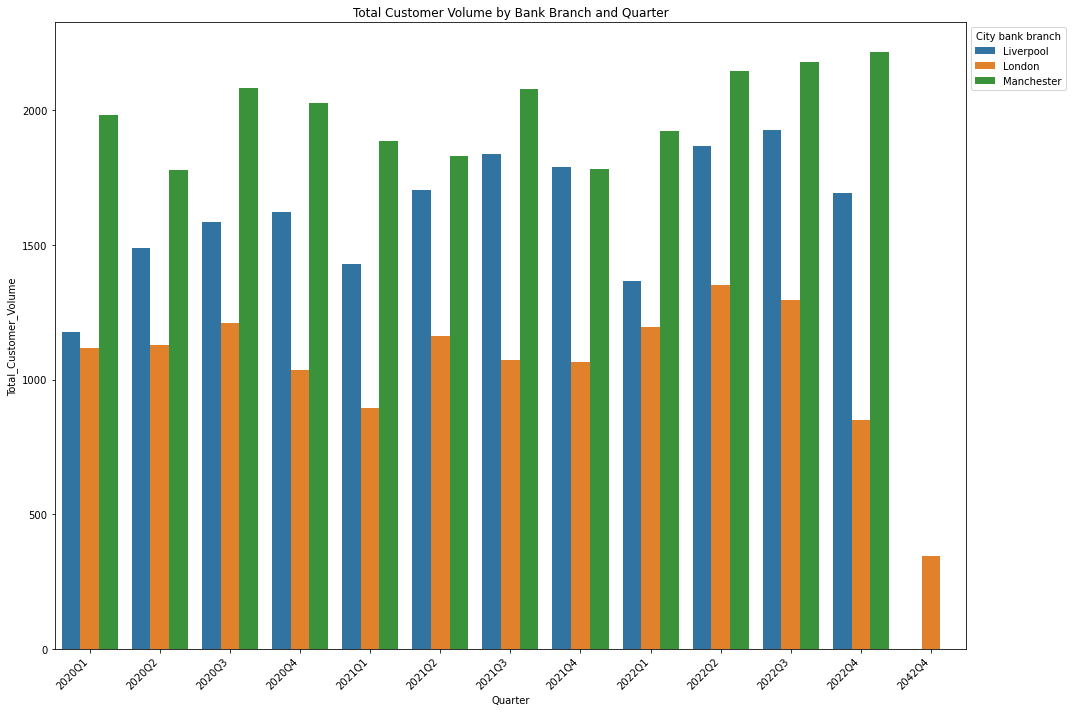 Total Customer Volume by Bank Branch and Quarter
City bank branch
Liverpool
London
Manchester
Total_Customer_Volume
2000
1500
1000
500
0
2020Q1
2020Q2
2020Q3
2020Q4
2021Q1
2021Q2
2021Q3
2021Q4
2022Q1
2022Q2
2022Q3
2022Q4
2042Q4
Quarter